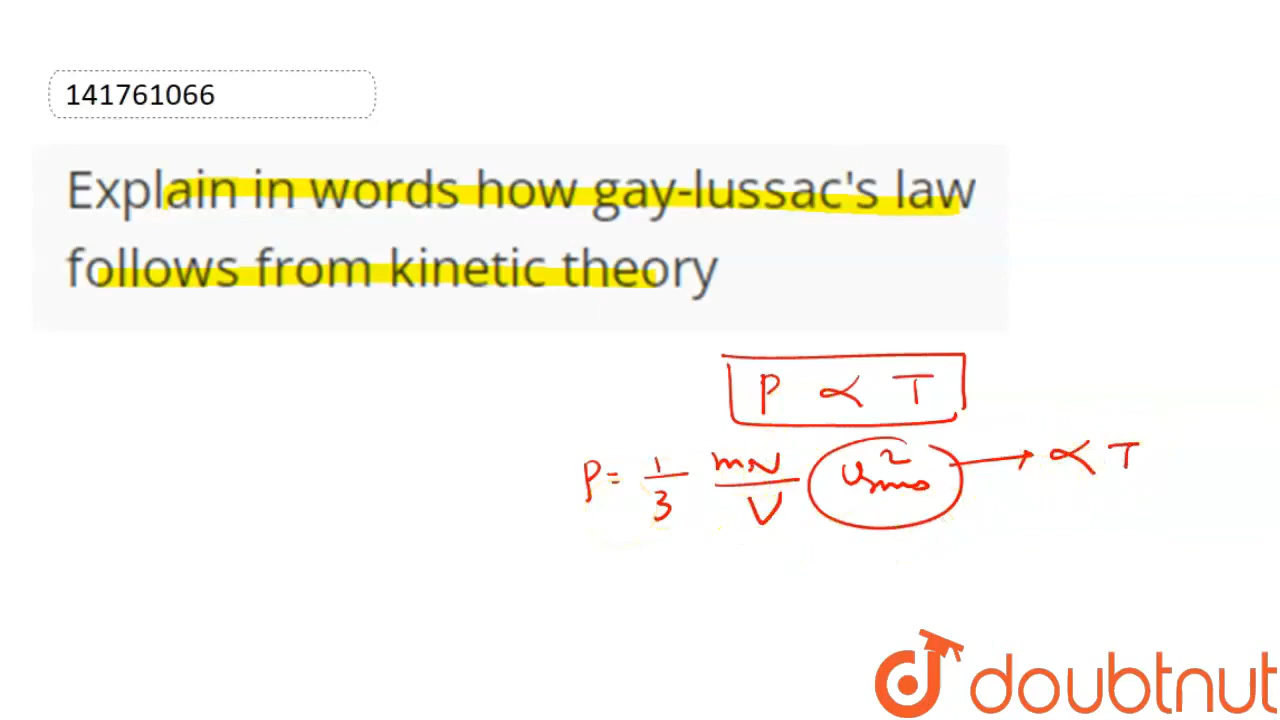 141761066
Explain in words how gay-lussac's law
follows from kinetic theory
P ∝ T
P = 1/3 mN/V v²rms → ∝ T
doubtnut